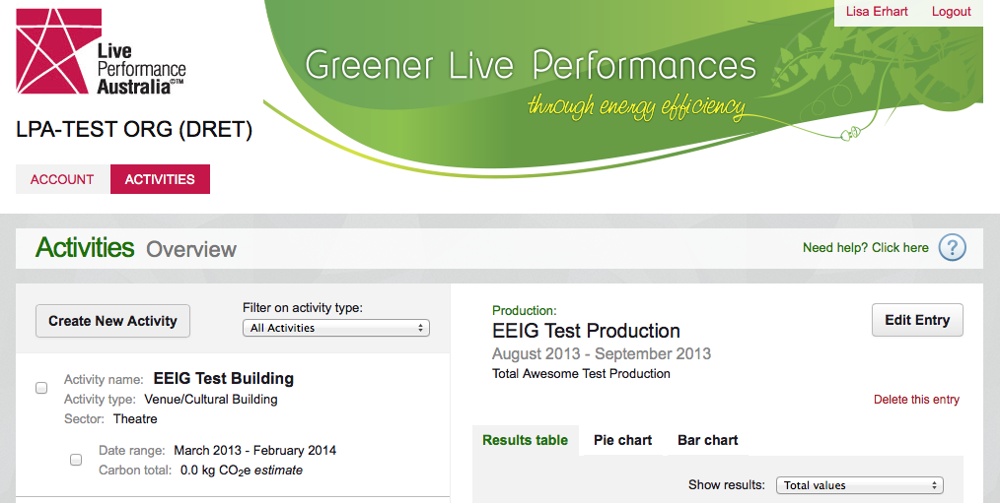 Lisa Erhart Logout
Live
Performance
Australia©™
Greener Live Performances
through energy efficiency
LPA-TEST ORG (DRET)
ACCOUNT ACTIVITIES
Activities Overview
Need help? Click here ?
Create New Activity
Filter on activity type:
All Activities
Activity name: EEIG Test Building
Activity type: Venue/Cultural Building
Sector: Theatre
Date range: March 2013 - February 2014
Carbon total: 0.0 kg CO₂e estimate
Production:
EEIG Test Production
August 2013 - September 2013
Total Awesome Test Production
Edit Entry
Delete this entry
Results table Pie chart Bar chart
Show results: Total values